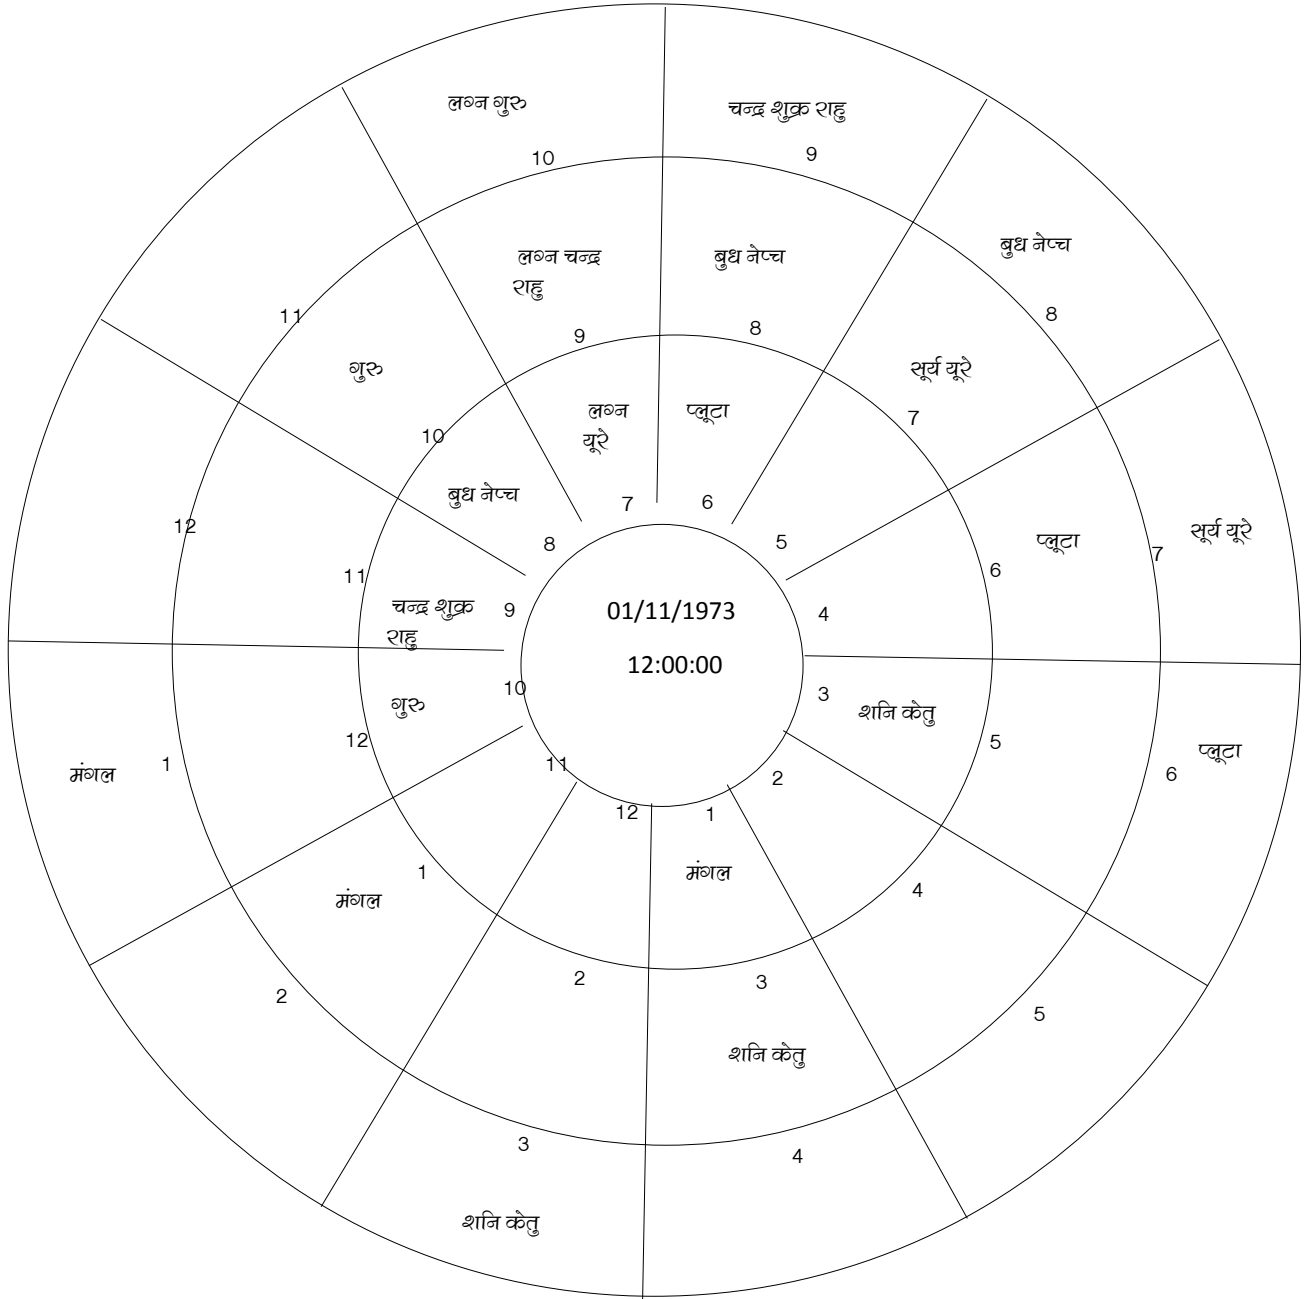 लग्न गुरु
चन्द्र शुक्र राहु
10
9
बुध नेप्च
लग्न चन्द्र
राहु
बुध नेप्च
11
8
9
8
गुरु
सूर्य यूरे
लग्न
यूरे
प्लूटा
7
10
बुध नेप्च
7
6
12
8
5
सूर्य यूरे
प्लूटा
7
11
6
चन्द्र शुक्र
राहु
9
01/11/1973
4
12:00:00
10
3
गुरु
शनि केतु
12
5
प्लूटा
मंगल
1
11
2
6
12
1
1
मंगल
मंगल
4
2
3
2
5
शनि केतु
3
4
शनि केतु